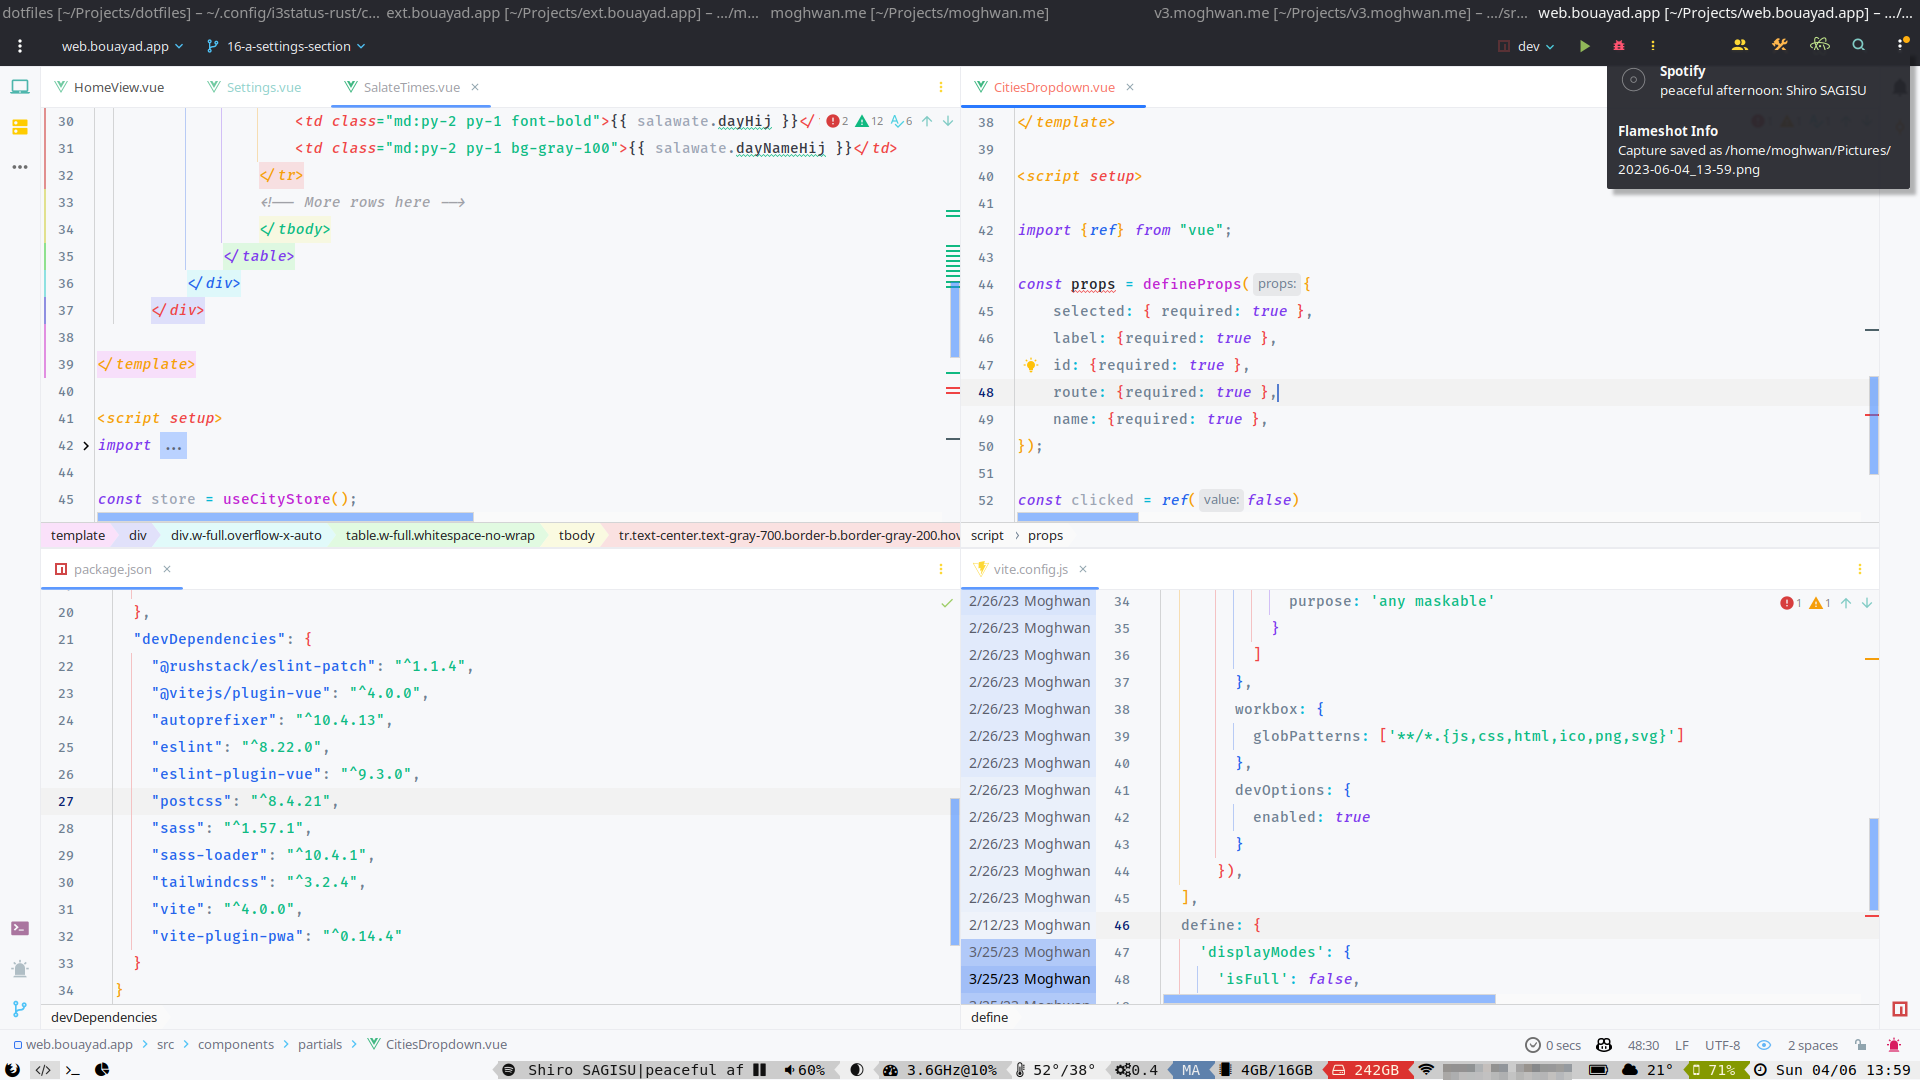 dotfiles [~/Projects/dotfiles] – ~/.config/i3status-rust/c... ext.bouayad.app [~/Projects/ext.bouayad.app] – .../m... moghwan.me [~/Projects/moghwan.me] v3.moghwan.me [~/Projects/v3.moghwan.me] – .../sr... web.bouayad.app [~/Projects/web.bouayad.app] – .../...
web.bouayad.app 16-a-settings-section dev
Spotify
peaceful afternoon: Shiro SAGISU
Flameshot Info
Capture saved as /home/moghwan/Pictures/
2023-06-04_13-59.png
HomeView.vue Settings.vue SalateTimes.vue ×
30 <td class="md:py-2 py-1 font-bold">{{ salawate.dayHij }}</ 2 12 6
31 <td class="md:py-2 py-1 bg-gray-100">{{ salawate.dayNameHij }}</td>
32 </tr>
33 <!-- More rows here -->
34 </tbody>
35 </table>
36 </div>
37 </div>
38
39 </template>
40
41 <script setup>
42 import ...
44
45 const store = useCityStore();
template div div.w-full.overflow-x-auto table.w-full.whitespace-no-wrap tbody tr.text-center.text-gray-700.border-b.border-gray-200.hov
CitiesDropdown.vue ×
38 </template>
39
40 <script setup>
41
42 import {ref} from "vue";
43
44 const props = defineProps( props: {
45 selected: { required: true },
46 label: {required: true },
47 id: {required: true },
48 route: {required: true },
49 name: {required: true },
50 });
51
52 const clicked = ref( value: false)
script › props
package.json ×
20 },
21 "devDependencies": {
22 "@rushstack/eslint-patch": "^1.1.4",
23 "@vitejs/plugin-vue": "^4.0.0",
24 "autoprefixer": "^10.4.13",
25 "eslint": "^8.22.0",
26 "eslint-plugin-vue": "^9.3.0",
27 "postcss": "^8.4.21",
28 "sass": "^1.57.1",
29 "sass-loader": "^10.4.1",
30 "tailwindcss": "^3.2.4",
31 "vite": "^4.0.0",
32 "vite-plugin-pwa": "^0.14.4"
33 }
34 }
devDependencies
vite.config.js ×
2/26/23 Moghwan 34 purpose: 'any maskable' 1 1
2/26/23 Moghwan 35 }
2/26/23 Moghwan 36 ]
2/26/23 Moghwan 37 },
2/26/23 Moghwan 38 workbox: {
2/26/23 Moghwan 39 globPatterns: ['**/*.{js,css,html,ico,png,svg}']
2/26/23 Moghwan 40 },
2/26/23 Moghwan 41 devOptions: {
2/26/23 Moghwan 42 enabled: true
2/26/23 Moghwan 43 }
2/26/23 Moghwan 44 }),
2/26/23 Moghwan 45 ],
2/12/23 Moghwan 46 define: {
3/25/23 Moghwan 47 'displayModes': {
3/25/23 Moghwan 48 'isFull': false,
define
web.bouayad.app › src › components › partials › CitiesDropdown.vue 0 secs 48:30 LF UTF-8 2 spaces
Shiro SAGISU|peaceful af 60% 3.6GHz@10% 52°/38° 0.4 MA 4GB/16GB 242GB 21° 71% Sun 04/06 13:59